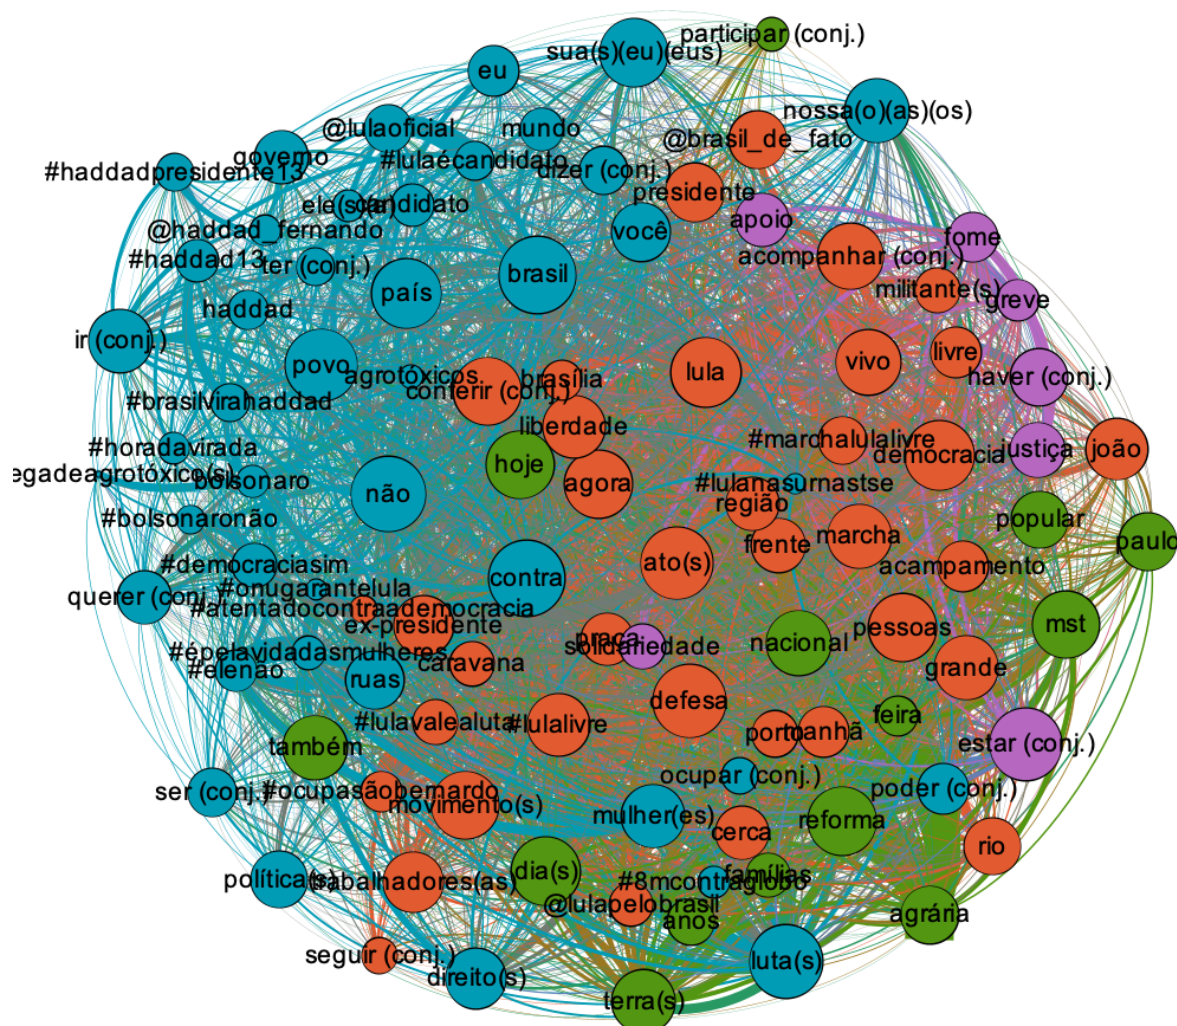 participar (conj.)
sua(s)(eu)(eus)
eu
nossa(o)(as)(os)
@lulaoficial
mundo
@brasil_de_fato
governo
#lulaécandidato
dizer (conj.)
#haddadpresidente13
presidente
candidato
apoio
@haddad_fernando
você
fome
#haddad13
ter (conj.)
brasil
acompanhar (conj.)
país
militante(s)
greve
haddad
ir (conj.)
povo
lula
vivo
livre
haver (conj.)
agrotóxicos
brasília
conferir (conj.)
#brasilvirahaddad
liberdade
#marchalulalivre
#horadavirada
hoje
democracia
justiça
joão
egadeagrotóxico(s)
bolsonaro
agora
#lulanasurnastse
não
região
#bolsonaronão
popular
marcha
frente
paulo
#democraciasim
ato(s)
acampamento
contra
#onugarantelula
querer (conj.)
#atentadocontraademocracia
ex-presidente
pessoas
mst
praça
solidariedade
nacional
#épelavidadasmulheres
caravana
#elenão
ruas
grande
defesa
feira
#lulavalealuta
#lulalivre
porto
manhã
também
estar (conj.)
ocupar (conj.)
ser (conj.)
#ocupasãobernardo
poder (conj.)
movimento(s)
mulher(es)
reforma
cerca
rio
dia(s)
famílias
política(s)
trabalhadores(as)
#8mcontraglobo
@lulapelobrasil
anos
agrária
seguir (conj.)
luta(s)
direito(s)
terra(s)